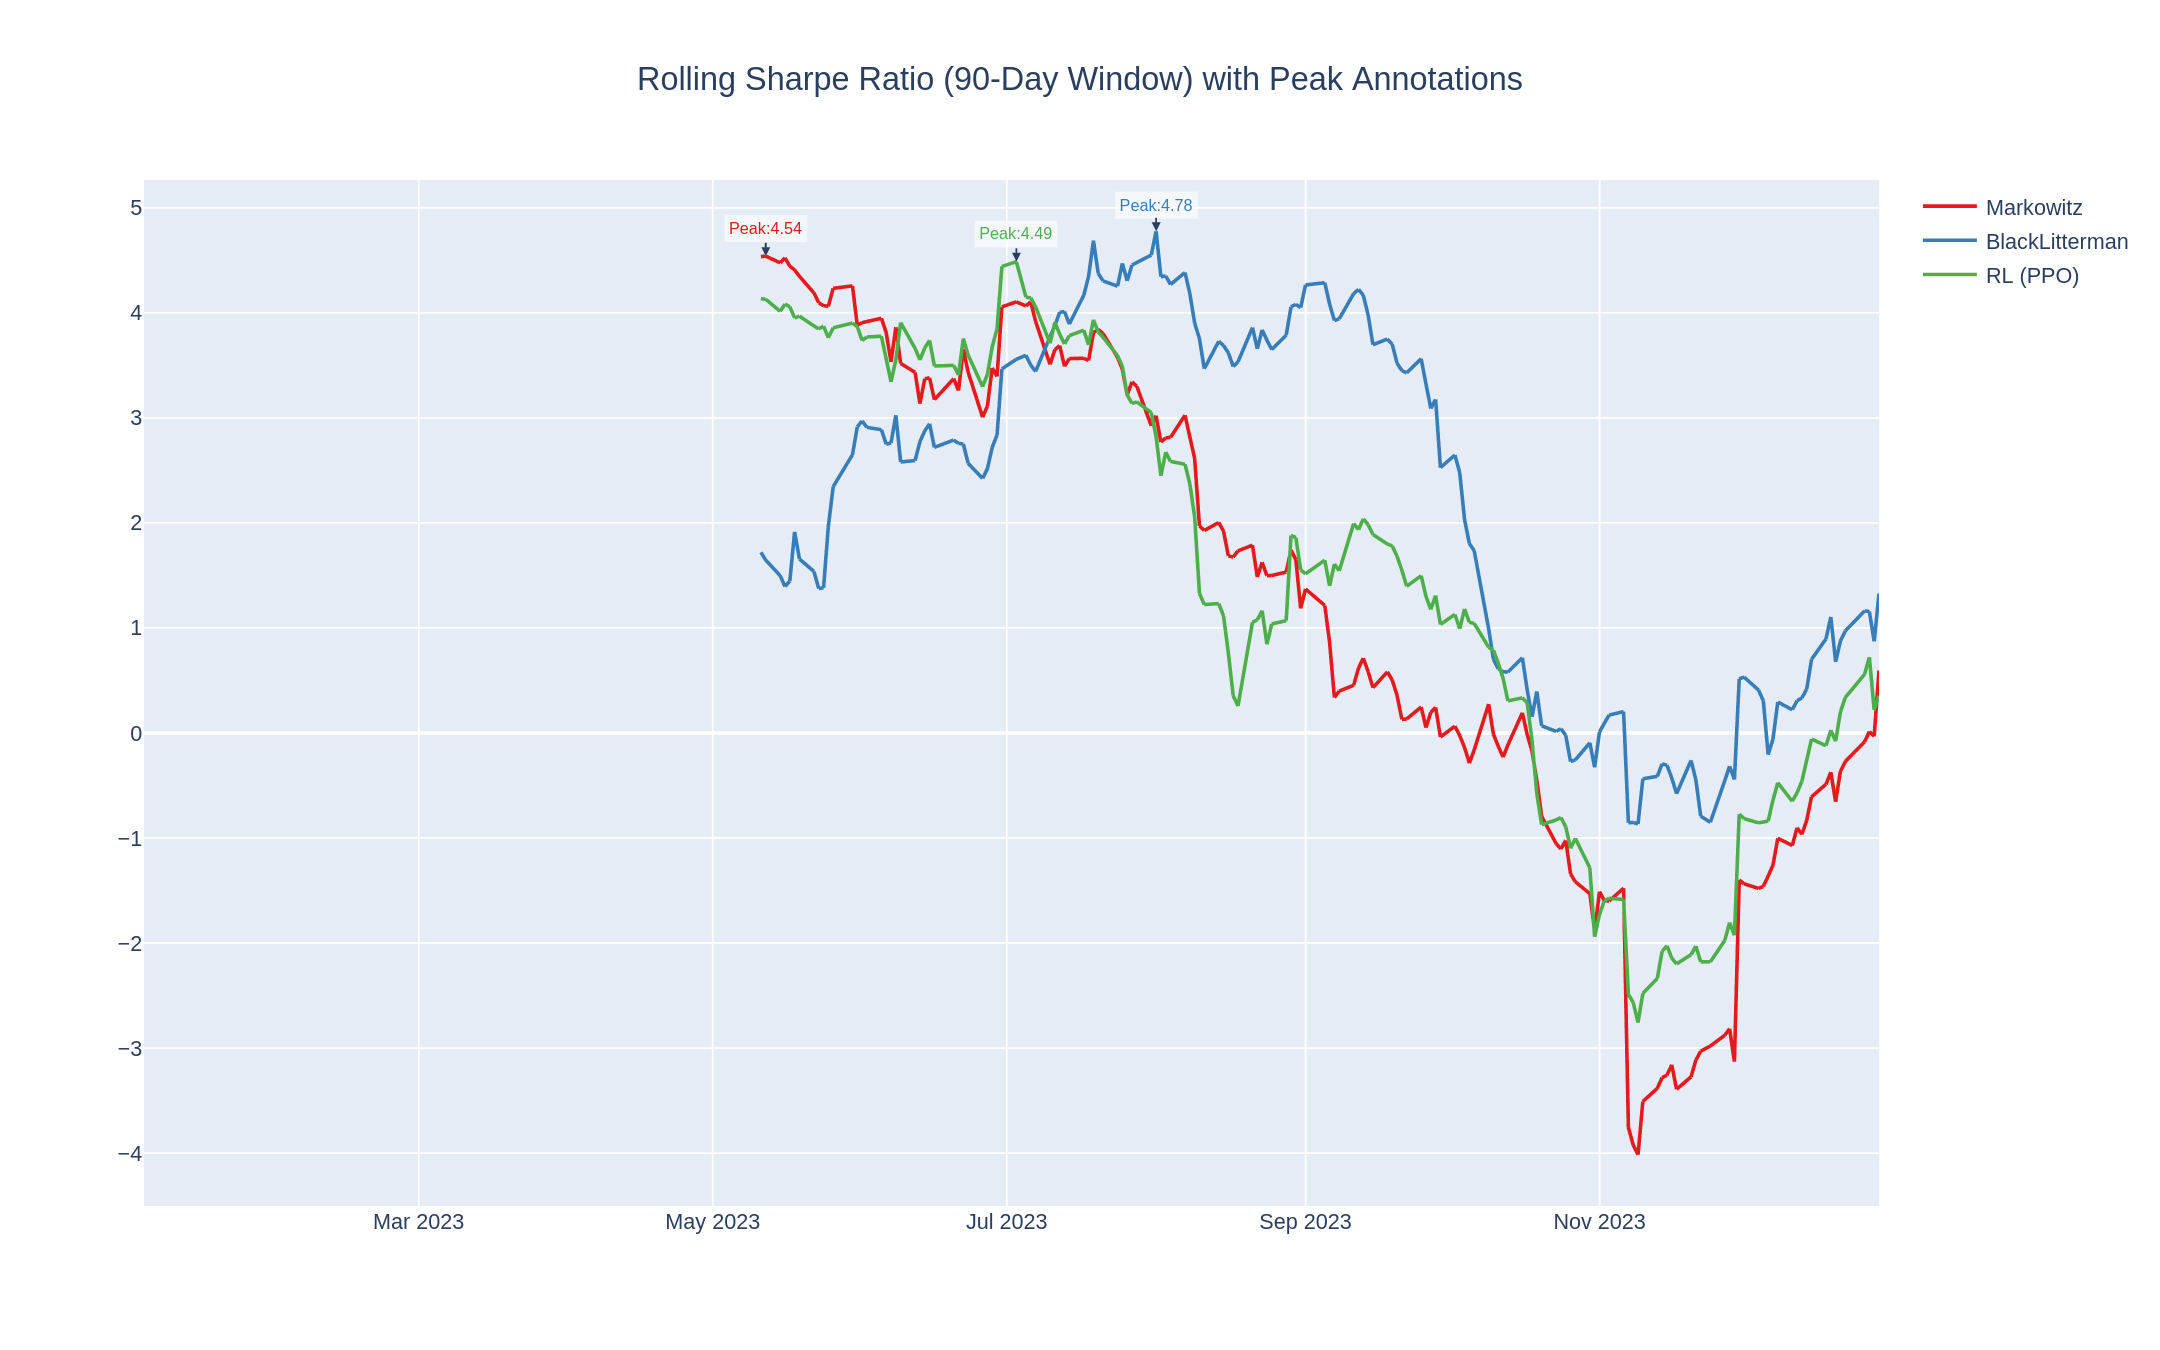 Rolling Sharpe Ratio (90-Day Window) with Peak Annotations
5
4
3
2
1
0
−1
−2
−3
−4
Peak:4.54
Peak:4.49
Peak:4.78
Markowitz
BlackLitterman
RL (PPO)
Mar 2023
May 2023
Jul 2023
Sep 2023
Nov 2023